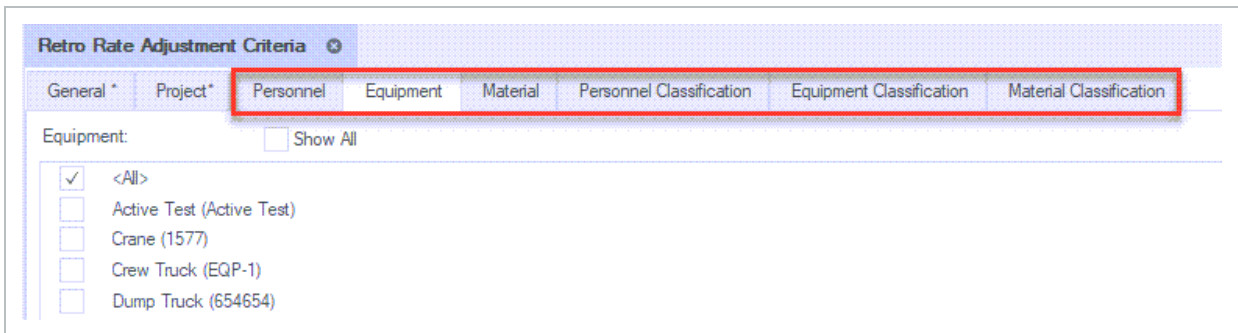 Retro Rate Adjustment Criteria
General * Project* Personnel Equipment Material Personnel Classification Equipment Classification Material Classification
Equipment: Show All
<All>
Active Test (Active Test)
Crane (1577)
Crew Truck (EQP-1)
Dump Truck (654654)